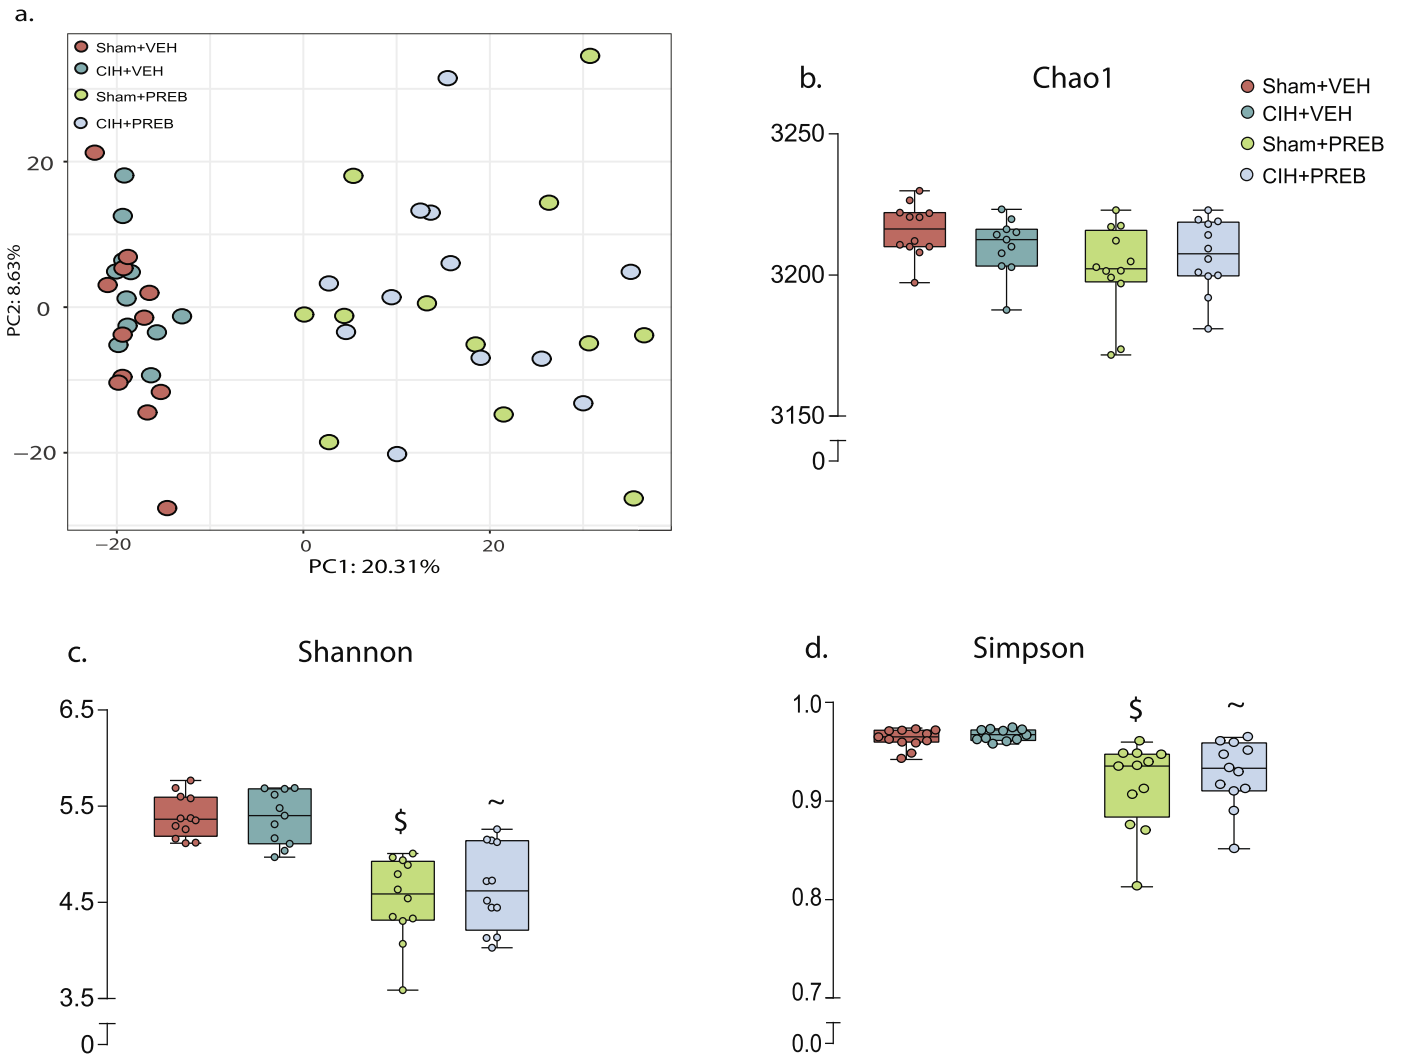 a.
Sham+VEH
CIH+VEH
Sham+PREB
CIH+PREB
20
0
−20
PC2: 8.63%
−20
0
20
PC1: 20.31%
b.
Chao1
Sham+VEH
CIH+VEH
Sham+PREB
CIH+PREB
3250
3200
3150
0
c.
Shannon
6.5
5.5
4.5
3.5
0
$
~
d.
Simpson
1.0
0.9
0.8
0.7
0.0
$
~